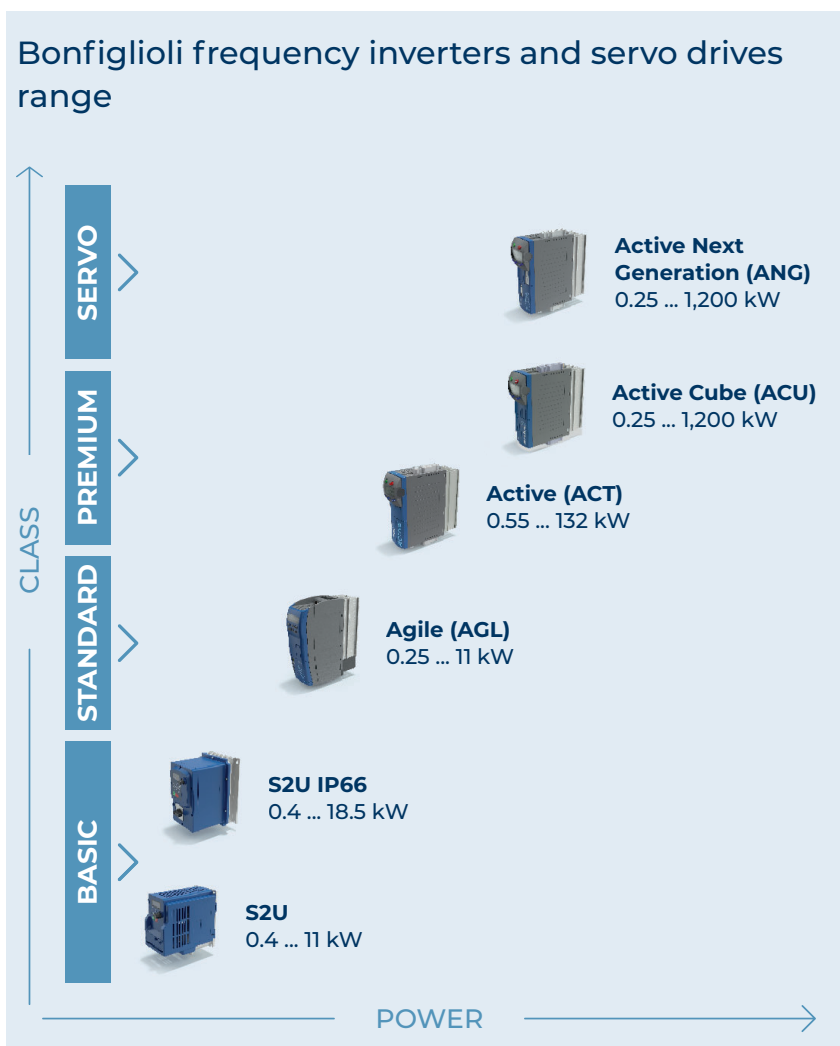 Bonfiglioli frequency inverters and servo drives
range
SERVO
Active Next
Generation (ANG)
0.25 ... 1,200 kW
PREMIUM
Active Cube (ACU)
0.25 ... 1,200 kW
Active (ACT)
0.55 ... 132 kW
CLASS
STANDARD
Agile (AGL)
0.25 ... 11 kW
BASIC
S2U IP66
0.4 ... 18.5 kW
S2U
0.4 ... 11 kW
POWER